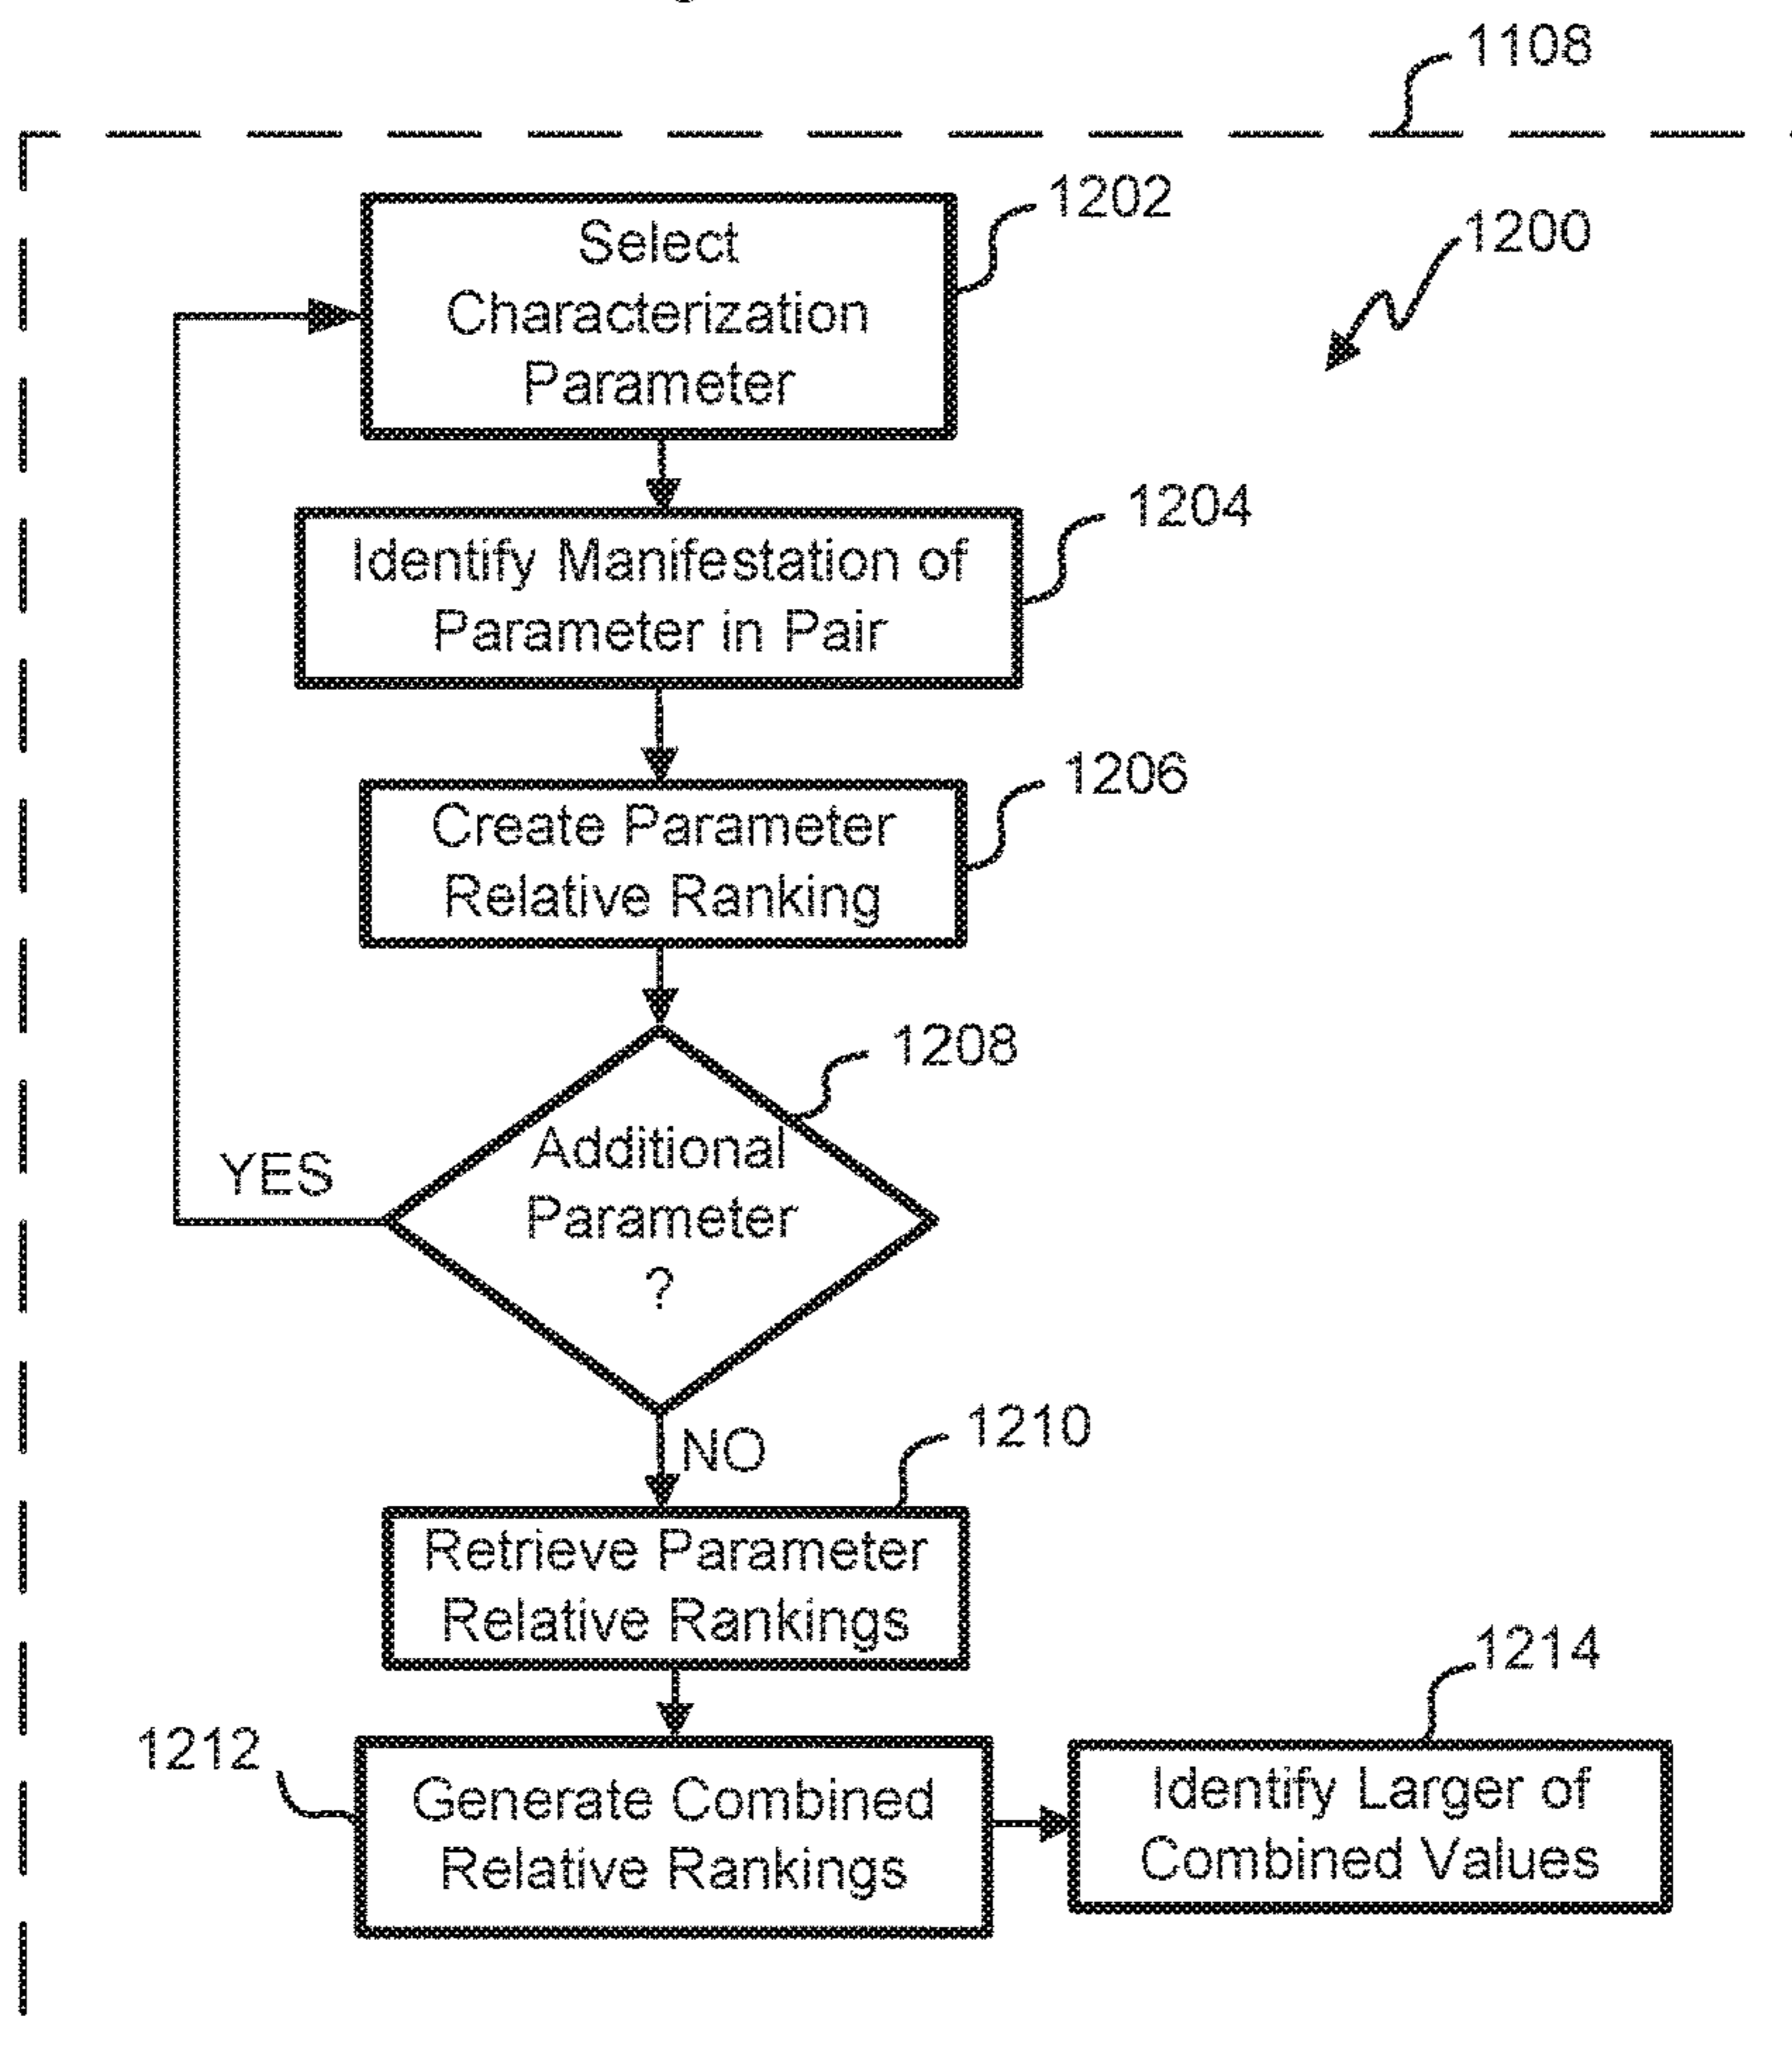 1108
1202
1200
Select
Characterization
Parameter
1204
Identify Manifestation of
Parameter in Pair
1206
Create Parameter
Relative Ranking
1208
Additional
Parameter
?
YES
NO
1210
Retrieve Parameter
Relative Rankings
1214
1212
Generate Combined
Relative Rankings
Identify Larger of
Combined Values